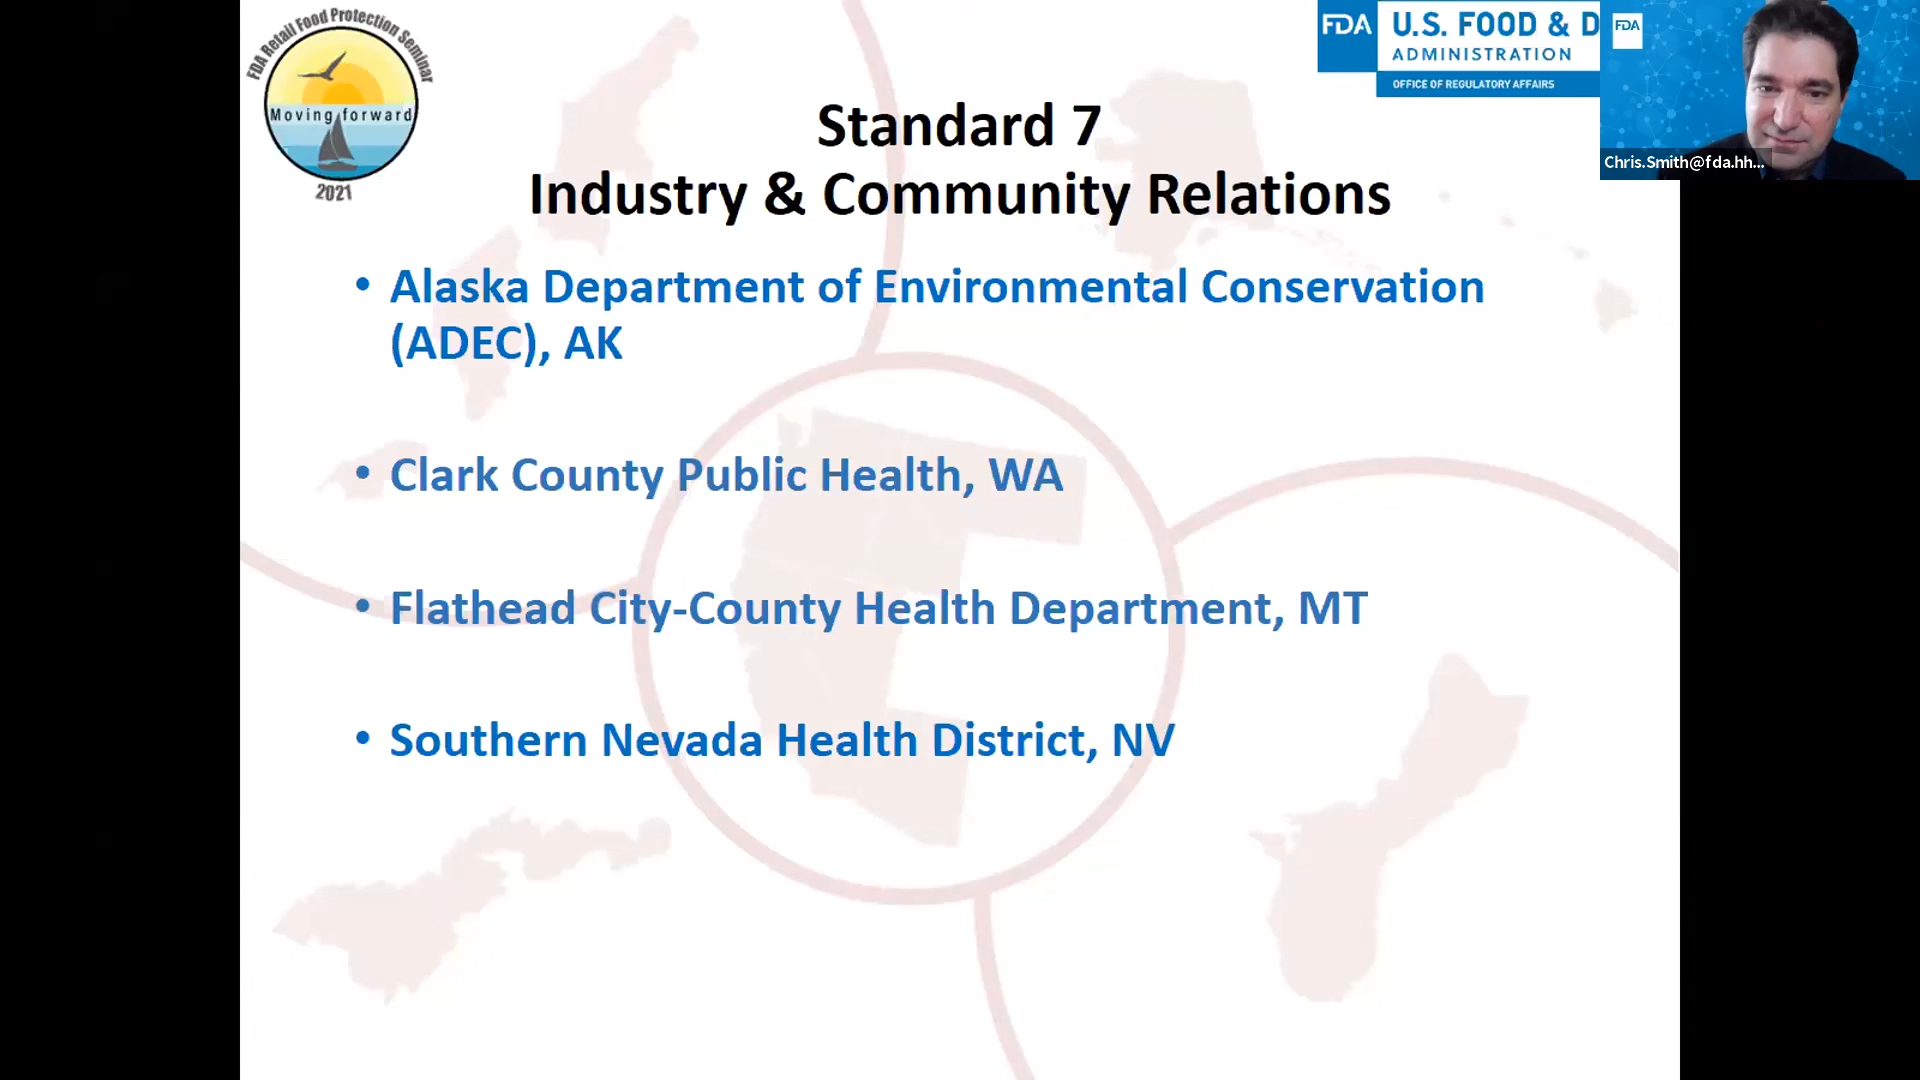 FDA Retail Food Protection Seminar
Moving forward
2021
FDA
U.S. FOOD & D
ADMINISTRATION
OFFICE OF REGULATORY AFFAIRS
FDA
Chris.Smith@fda.hh...
Standard 7
Industry & Community Relations
• Alaska Department of Environmental Conservation
(ADEC), AK
• Clark County Public Health, WA
• Flathead City-County Health Department, MT
• Southern Nevada Health District, NV